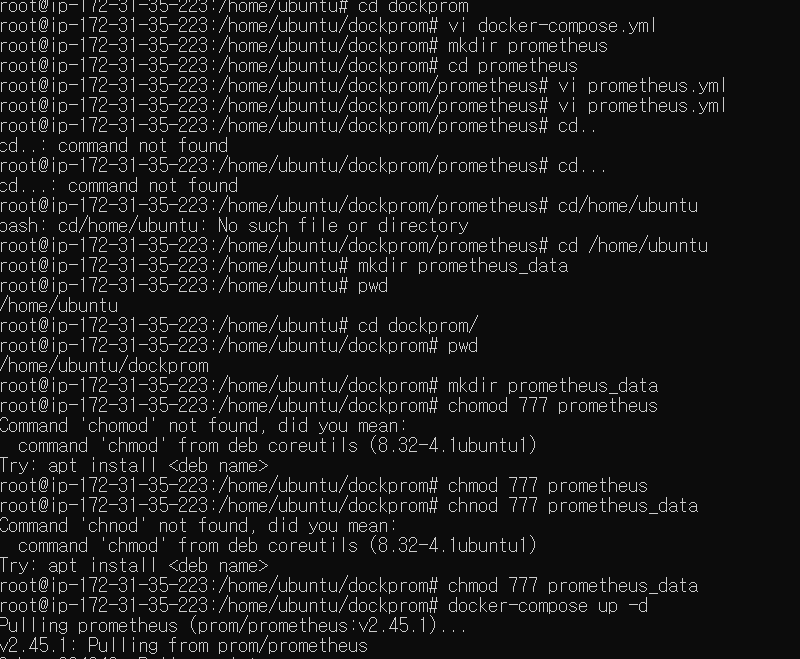 root@ip-172-31-35-223:/home/ubuntu# cd dockprom
root@ip-172-31-35-223:/home/ubuntu/dockprom# vi docker-compose.yml
root@ip-172-31-35-223:/home/ubuntu/dockprom# mkdir prometheus
root@ip-172-31-35-223:/home/ubuntu/dockprom# cd prometheus
root@ip-172-31-35-223:/home/ubuntu/dockprom/prometheus# vi prometheus.yml
root@ip-172-31-35-223:/home/ubuntu/dockprom/prometheus# vi prometheus.yml
root@ip-172-31-35-223:/home/ubuntu/dockprom/prometheus# cd..
cd..: command not found
root@ip-172-31-35-223:/home/ubuntu/dockprom/prometheus# cd...
cd...: command not found
root@ip-172-31-35-223:/home/ubuntu/dockprom/prometheus# cd/home/ubuntu
bash: cd/home/ubuntu: No such file or directory
root@ip-172-31-35-223:/home/ubuntu/dockprom/prometheus# cd /home/ubuntu
root@ip-172-31-35-223:/home/ubuntu# mkdir prometheus_data
root@ip-172-31-35-223:/home/ubuntu# pwd
/home/ubuntu
root@ip-172-31-35-223:/home/ubuntu# cd dockprom/
root@ip-172-31-35-223:/home/ubuntu/dockprom# pwd
/home/ubuntu/dockprom
root@ip-172-31-35-223:/home/ubuntu/dockprom# mkdir prometheus_data
root@ip-172-31-35-223:/home/ubuntu/dockprom# chomod 777 prometheus
Command 'chomod' not found, did you mean:
  command 'chmod' from deb coreutils (8.32-4.1ubuntu1)
Try: apt install <deb name>
root@ip-172-31-35-223:/home/ubuntu/dockprom# chmod 777 prometheus
root@ip-172-31-35-223:/home/ubuntu/dockprom# chnod 777 prometheus_data
Command 'chnod' not found, did you mean:
  command 'chmod' from deb coreutils (8.32-4.1ubuntu1)
Try: apt install <deb name>
root@ip-172-31-35-223:/home/ubuntu/dockprom# chmod 777 prometheus_data
root@ip-172-31-35-223:/home/ubuntu/dockprom# docker-compose up -d
Pulling prometheus (prom/prometheus:v2.45.1)...
v2.45.1: Pulling from prom/prometheus